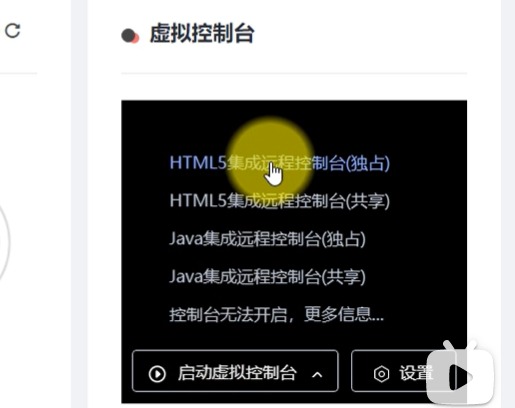 虚拟控制台
HTML5集成远程控制台(独占)
HTML5集成远程控制台(共享)
Java集成远程控制台(独占)
Java集成远程控制台(共享)
控制台无法开启，更多信息...
启动虚拟控制台 设置